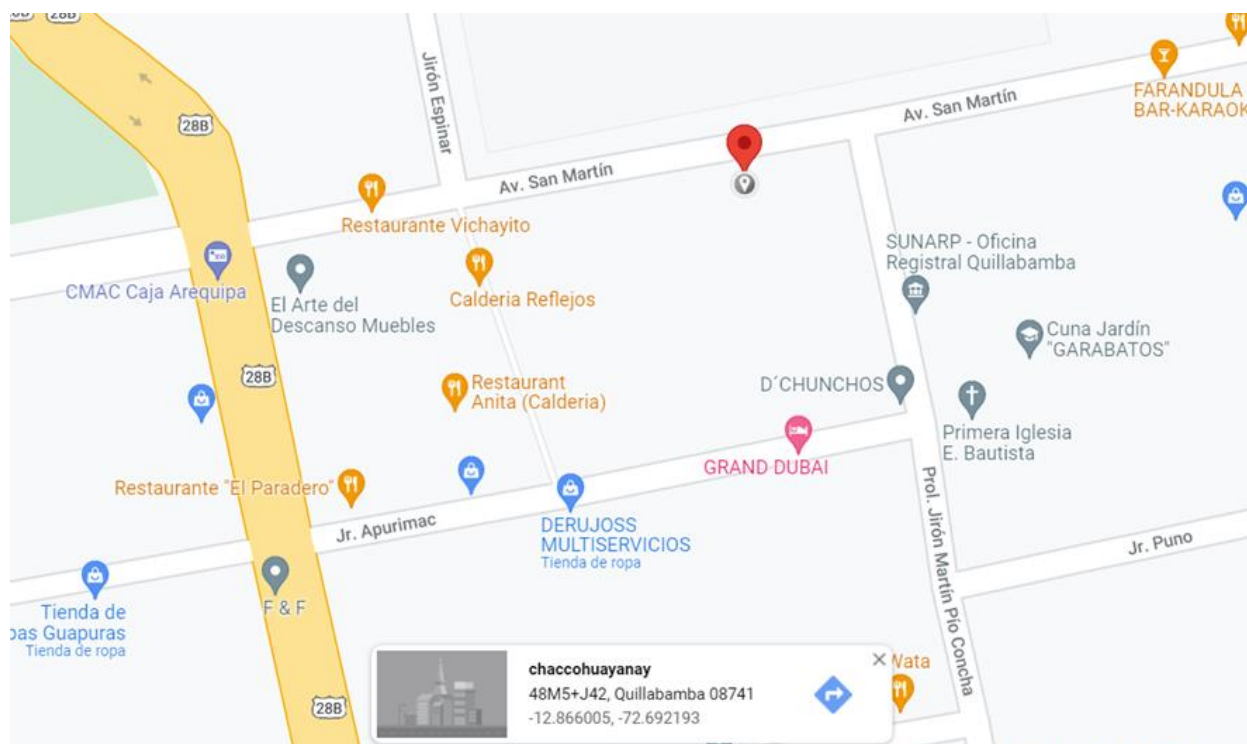 28B
Jirón Espinar
28B
Av. San Martín
FARANDULA
BAR-KARAOK
Av. San Martín
Restaurante Vichayito
SUNARP - Oficina
Registral Quillabamba
CMAC Caja Arequipa
El Arte del
Descanso Muebles
Calderia Reflejos
Cuna Jardín
"GARABATOS"
28B
Restaurant
Anita (Calderia)
D´CHUNCHOS
Primera Iglesia
E. Bautista
GRAND DUBAI
Restaurante "El Paradero"
Jr. Apurimac
DERUJOSS
MULTISERVICIOS
Tienda de ropa
Prol. Jirón Martín Pío Concha
Jr. Puno
F & F
Tienda de
pas Guapuras
Tienda de ropa
28B
chaccohuayanay
48M5+J42, Quillabamba 08741
-12.866005, -72.692193
Wata